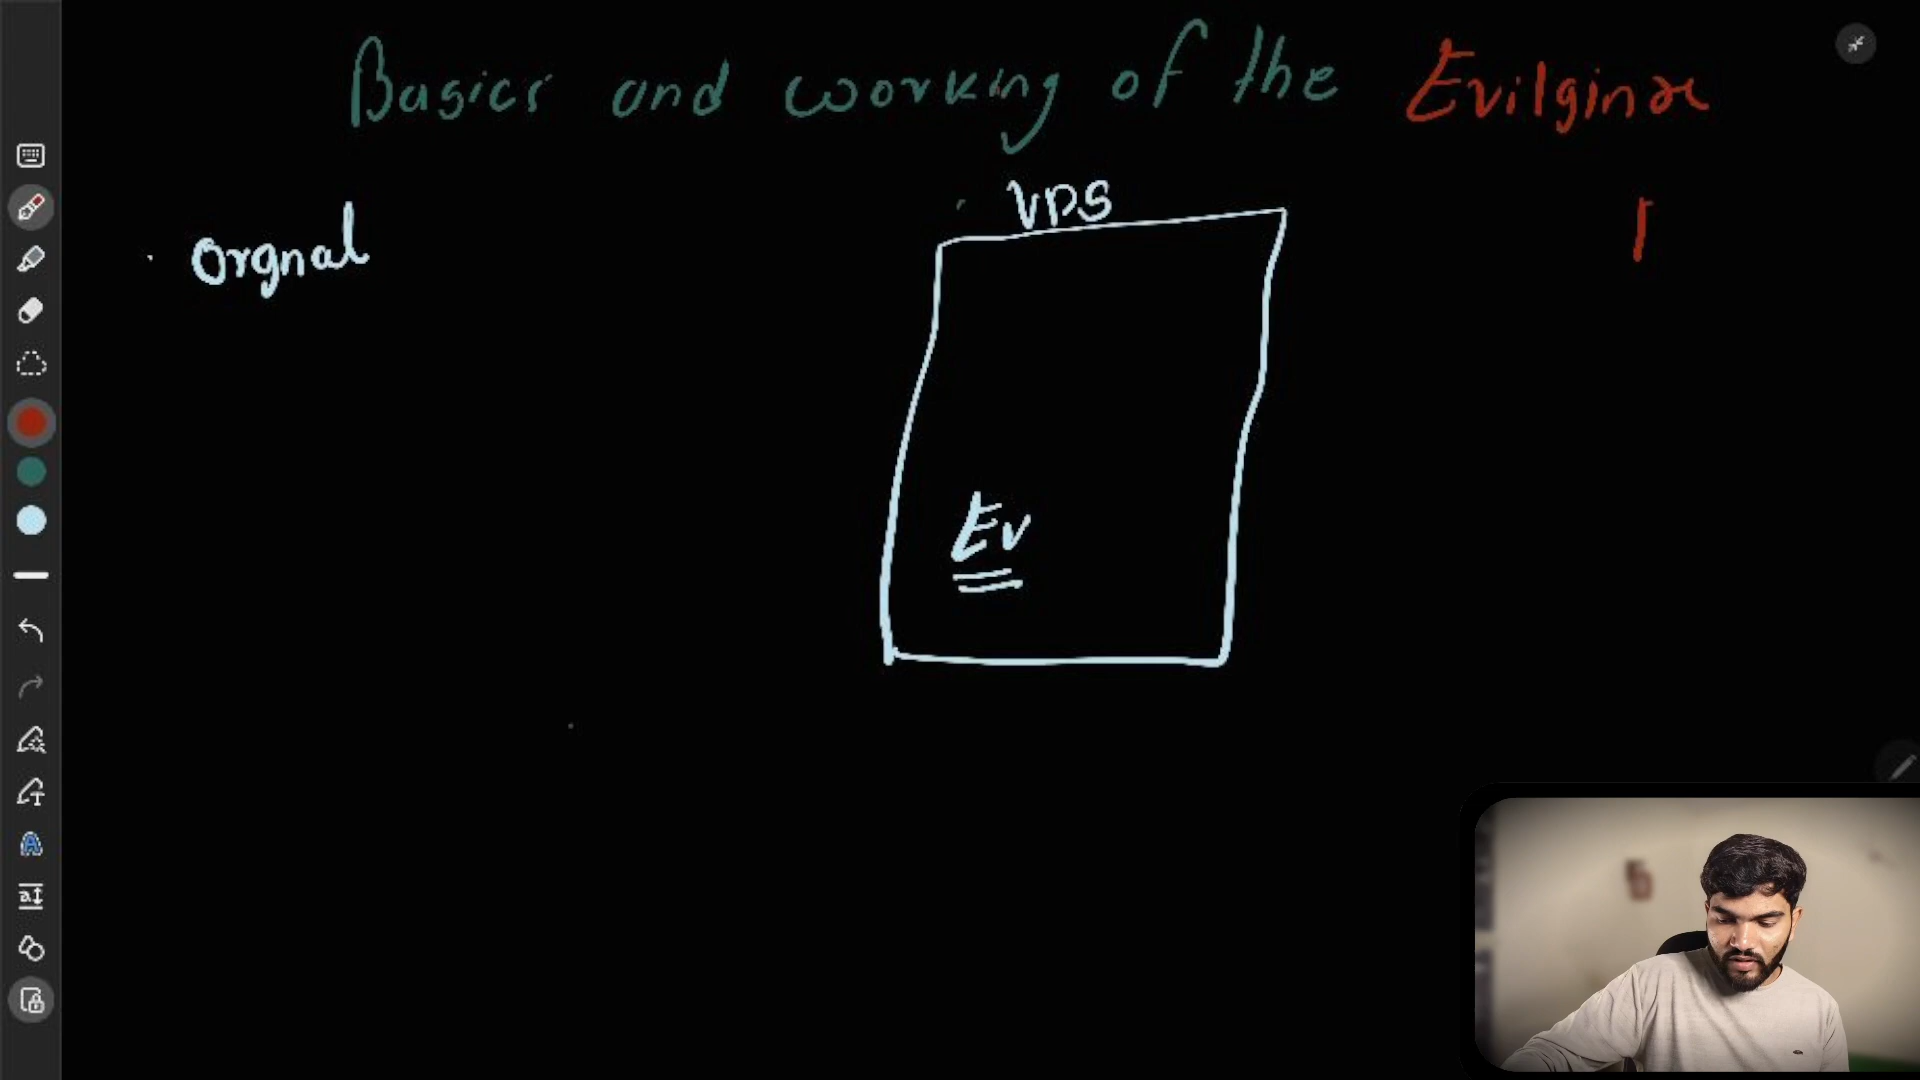 Basics and working of the Evilginx
VPS
Orgnal
Ev